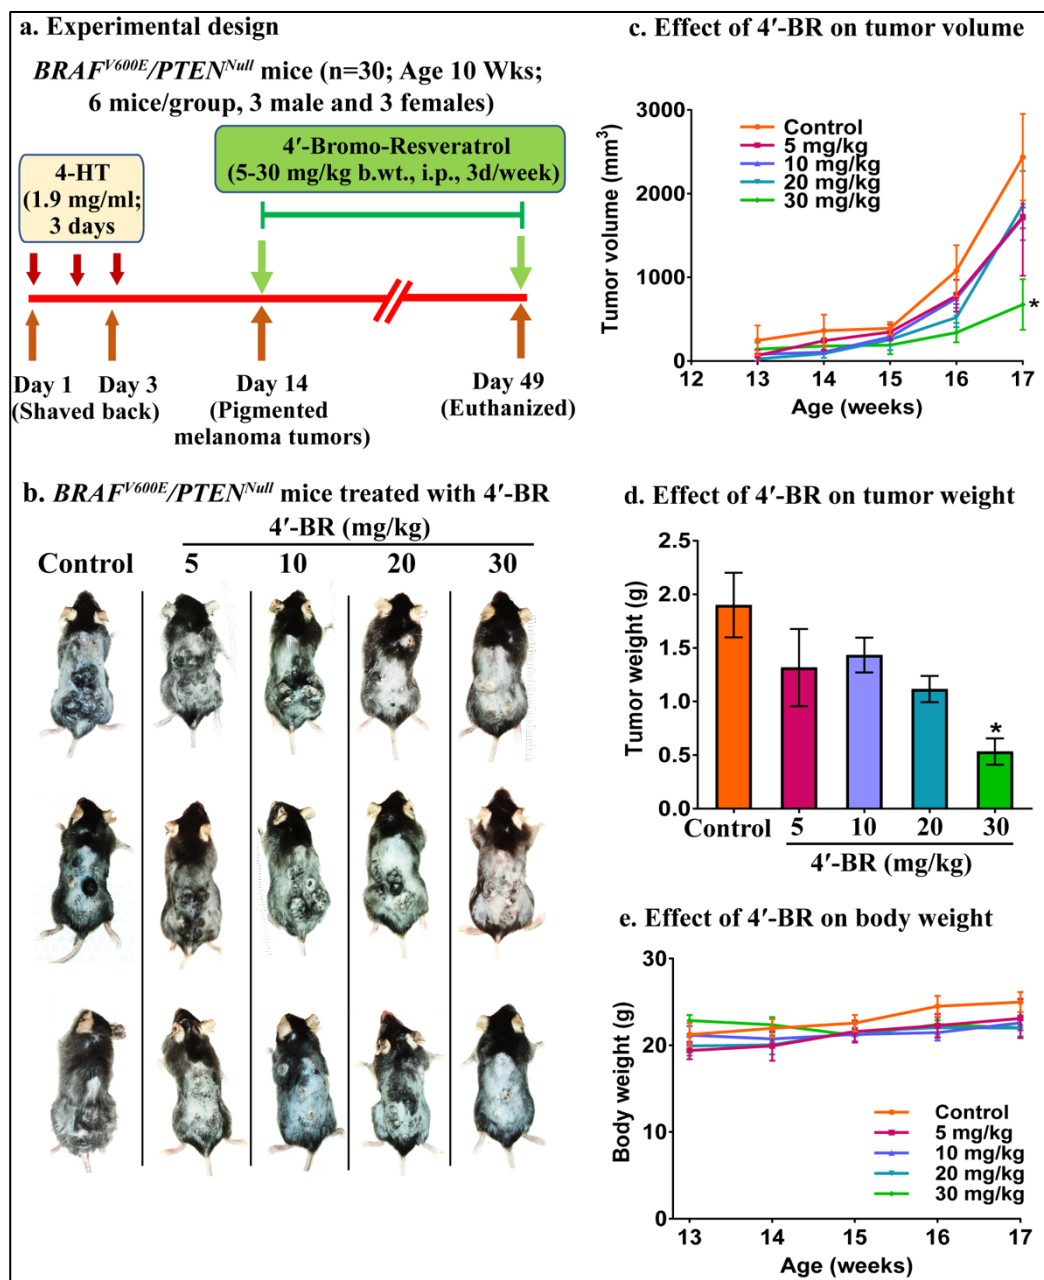 a. Experimental design
BRAF^V600E/PTEN^Null mice (n=30; Age 10 Wks;
6 mice/group, 3 male and 3 females)
4-HT
(1.9 mg/ml;
3 days
4′-Bromo-Resveratrol
(5-30 mg/kg b.wt., i.p., 3d/week)
Day 1
Day 3
(Shaved back)
Day 14
(Pigmented
melanoma tumors)
Day 49
(Euthanized)
b. BRAF^V600E/PTEN^Null mice treated with 4′-BR
4′-BR (mg/kg)
Control 5 10 20 30
c. Effect of 4′-BR on tumor volume
Tumor volume (mm³)
3000
2000
1000
0
Control
5 mg/kg
10 mg/kg
20 mg/kg
30 mg/kg
*
12 13 14 15 16 17
Age (weeks)
d. Effect of 4′-BR on tumor weight
Tumor weight (g)
2.5
2.0
1.5
1.0
0.5
0.0
*
Control 5 10 20 30
4′-BR (mg/kg)
e. Effect of 4′-BR on body weight
Body weight (g)
30
20
10
0
Control
5 mg/kg
10 mg/kg
20 mg/kg
30 mg/kg
13 14 15 16 17
Age (weeks)